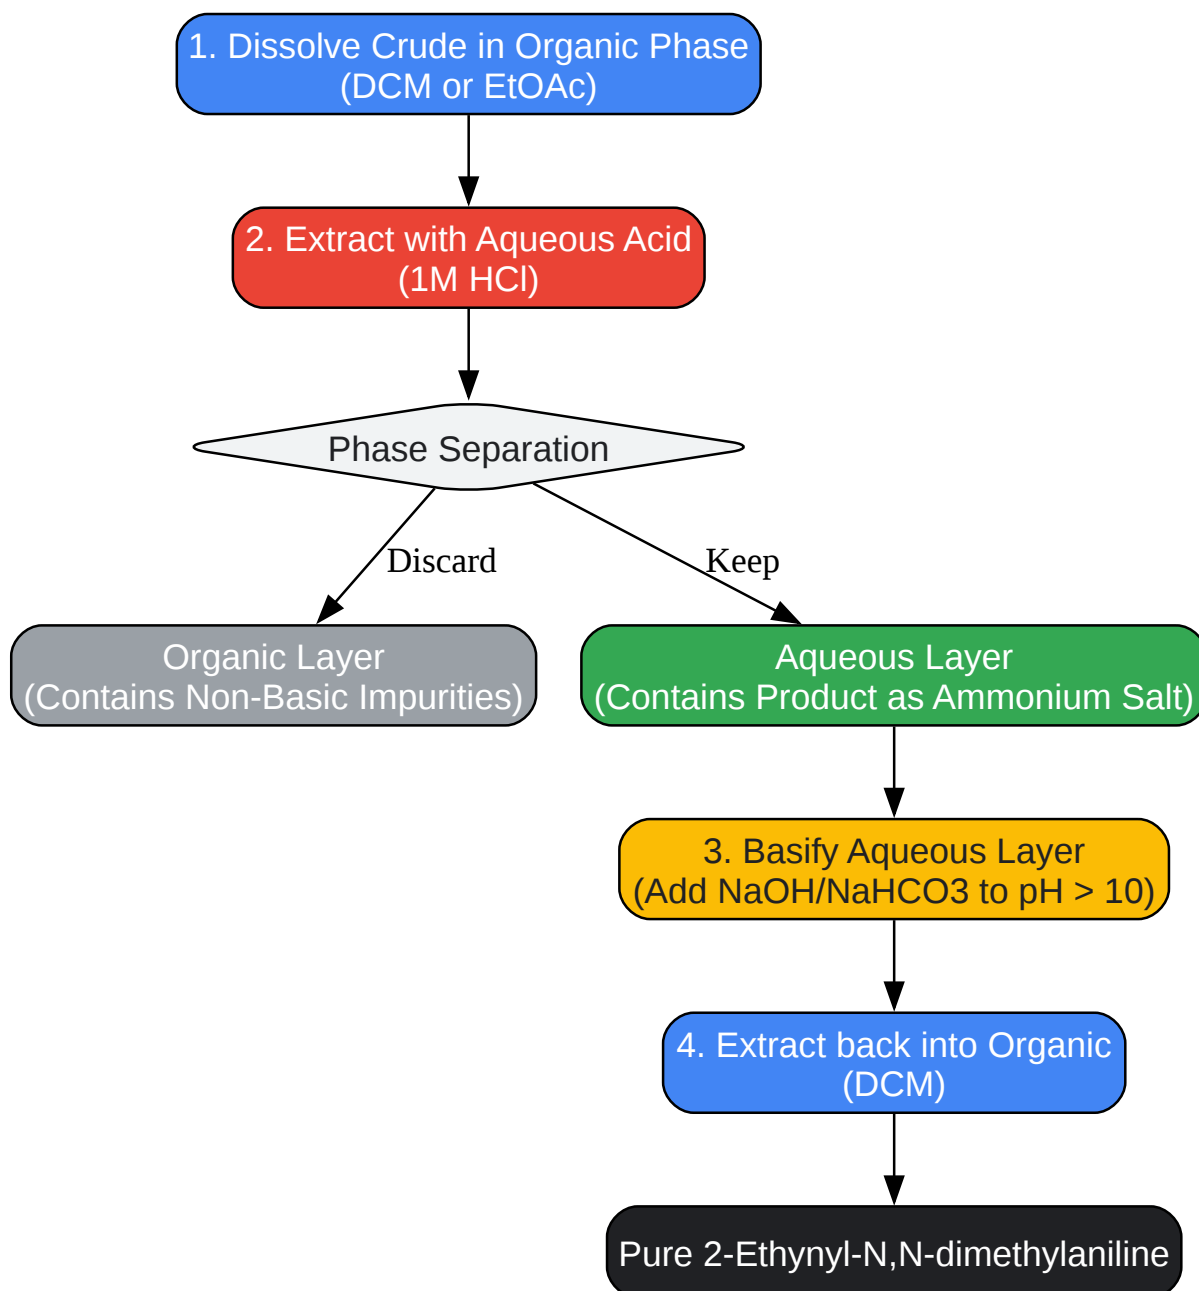 1. Dissolve Crude in Organic Phase
(DCM or EtOAc)
2. Extract with Aqueous Acid
(1M HCl)
Phase Separation
Discard
Keep
Organic Layer
(Contains Non-Basic Impurities)
Aqueous Layer
(Contains Product as Ammonium Salt)
3. Basify Aqueous Layer
(Add NaOH/NaHCO3 to pH > 10)
4. Extract back into Organic
(DCM)
Pure 2-Ethynyl-N,N-dimethylaniline